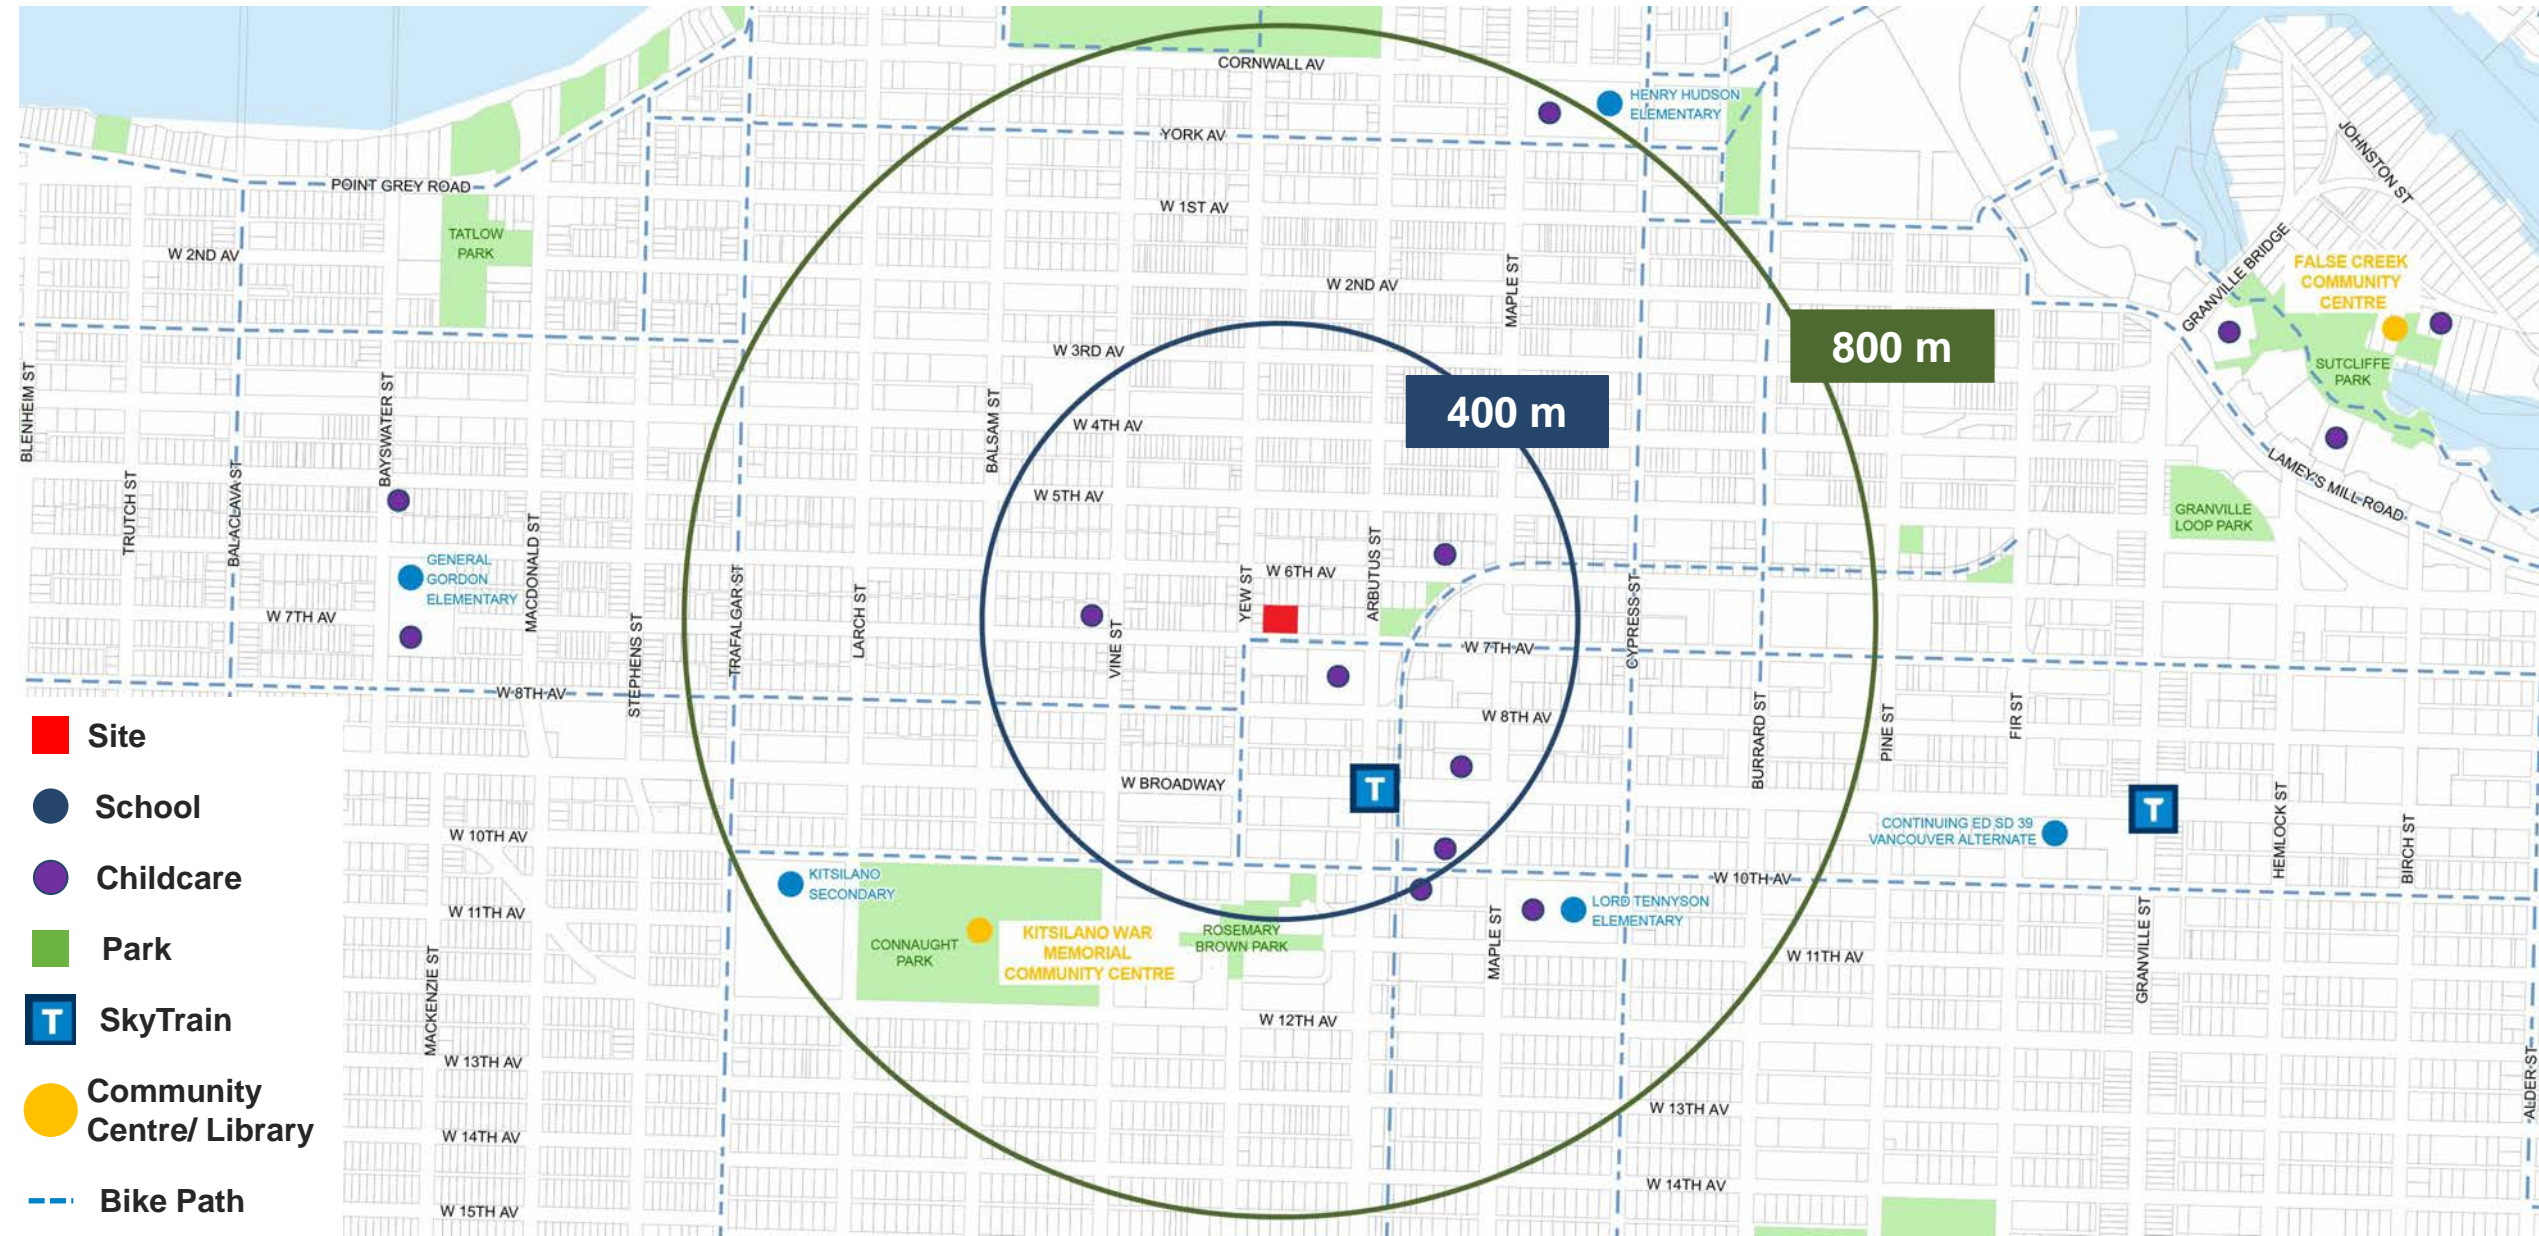 CORNWALL AV
HENRY HUDSON
ELEMENTARY
YORK AV
JOHNSTON ST
POINT GREY ROAD
W 1ST AV
TATLOW
PARK
W 2ND AV
W 2ND AV
MAPLE ST
GRANVILLE BRIDGE
FALSE CREEK
COMMUNITY
CENTRE
800 m
W 3RD AV
SUTCLIFFE
PARK
BLENHEIM ST
BAYSWATER ST
BALSAM ST
400 m
W 4TH AV
LAMEY'S MILL ROAD
W 5TH AV
TRUTCH ST
BALACLAVA ST
MACDONALD ST
GRANVILLE
LOOP PARK
ARBUTUS ST
GENERAL
GORDON
ELEMENTARY
W 6TH AV
YEW ST
W 7TH AV
STEPHENS ST
TRAFALGAR ST
LARCH ST
VINE ST
CYPRESS ST
W 7TH AV
W 8TH AV
W 8TH AV
BURRARD ST
PINE ST
FIR ST
Site
T
W BROADWAY
T
School
W 10TH AV
CONTINUING ED SD 39
VANCOUVER ALTERNATE
HEMLOCK ST
BIRCH ST
Childcare
KITSILANO
SECONDARY
W 10TH AV
W 11TH AV
LORD TENNYSON
ELEMENTARY
Park
CONNAUGHT
PARK
KITSILANO WAR
MEMORIAL
COMMUNITY CENTRE
ROSEMARY
BROWN PARK
MAPLE ST
W 11TH AV
GRANVILLE ST
MACKENZIE ST
T
SkyTrain
W 12TH AV
W 13TH AV
ALDER ST
Community
Centre/ Library
W 13TH AV
W 14TH AV
W 14TH AV
Bike Path
W 15TH AV